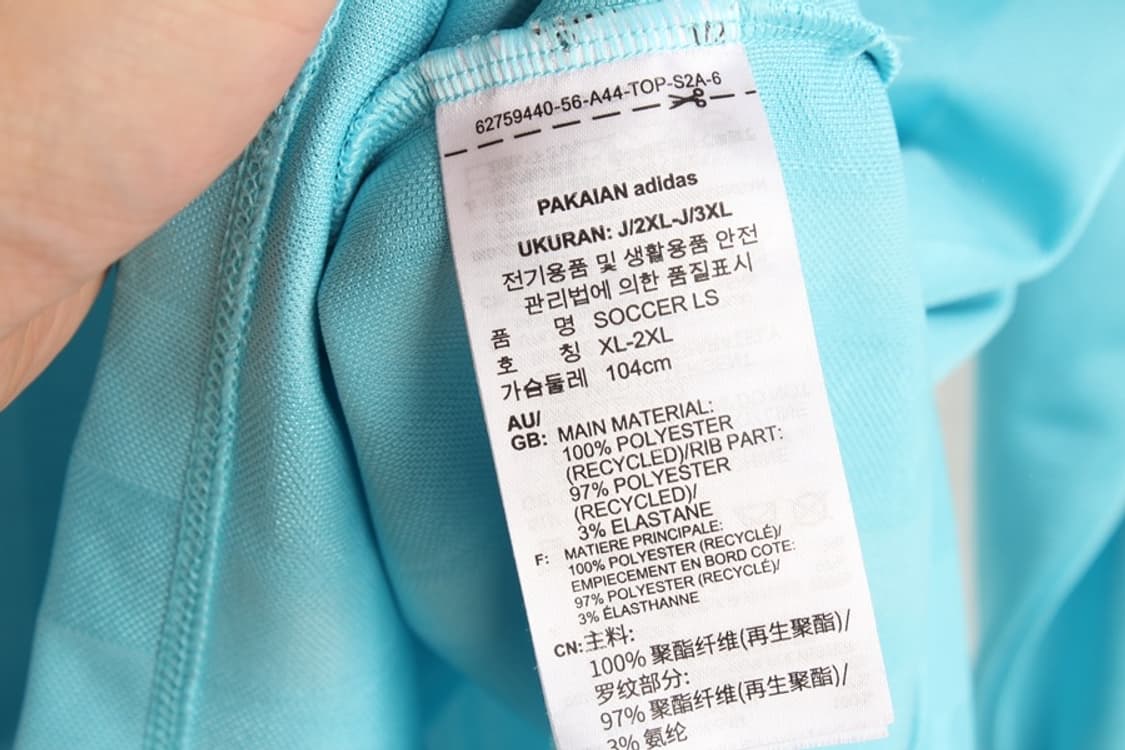 1/2
62759440-56-A44-TOP-S2A-6
PAKAIAN adidas
UKURAN: J/2XL-J/3XL
전기용품 및 생활용품 안전
관리법에 의한 품질표시
품 명 SOCCER LS
호 칭 XL-2XL
가슴둘레 104cm
AU/
GB: MAIN MATERIAL:
100% POLYESTER
(RECYCLED)/RIB PART:
97% POLYESTER
(RECYCLED)/
3% ELASTANE
F: MATIERE PRINCIPALE:
100% POLYESTER (RECYCLÉ)/
EMPIECEMENT EN BORD COTE:
97% POLYESTER (RECYCLÉ)/
3% ÉLASTHANNE
CN: 主料:
100% 聚酯纤维(再生聚酯)/
罗纹部分:
97% 聚酯纤维(再生聚酯)/
3% 氨纶